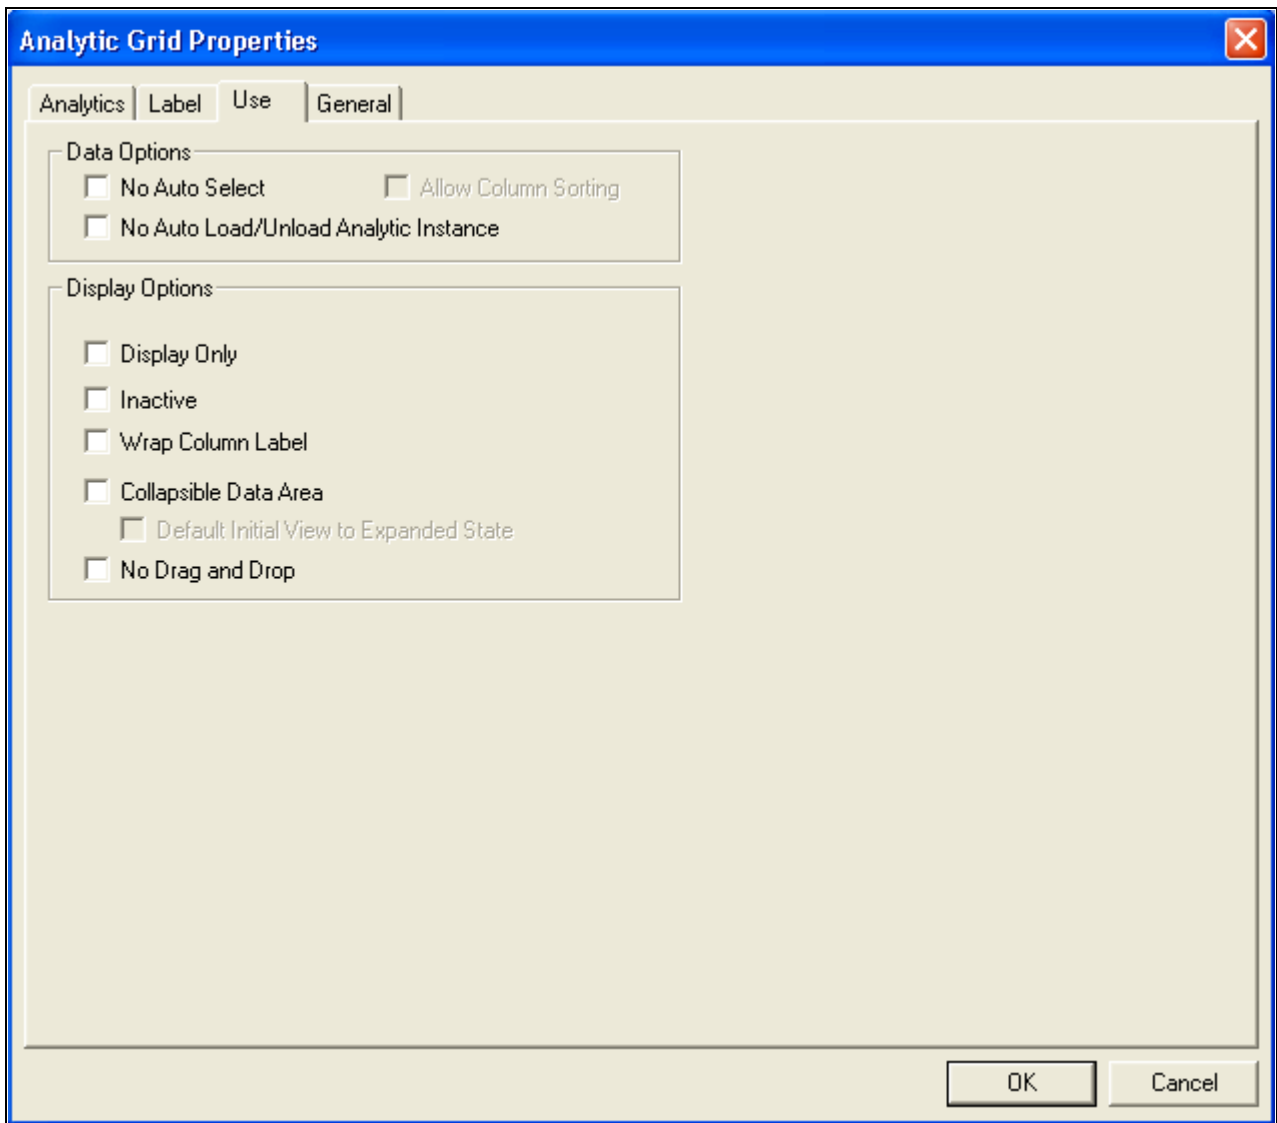 Analytic Grid Properties
Analytics Label Use General
Data Options
No Auto Select Allow Column Sorting
No Auto Load/Unload Analytic Instance
Display Options
Display Only
Inactive
Wrap Column Label
Collapsible Data Area
Default Initial View to Expanded State
No Drag and Drop
OK Cancel